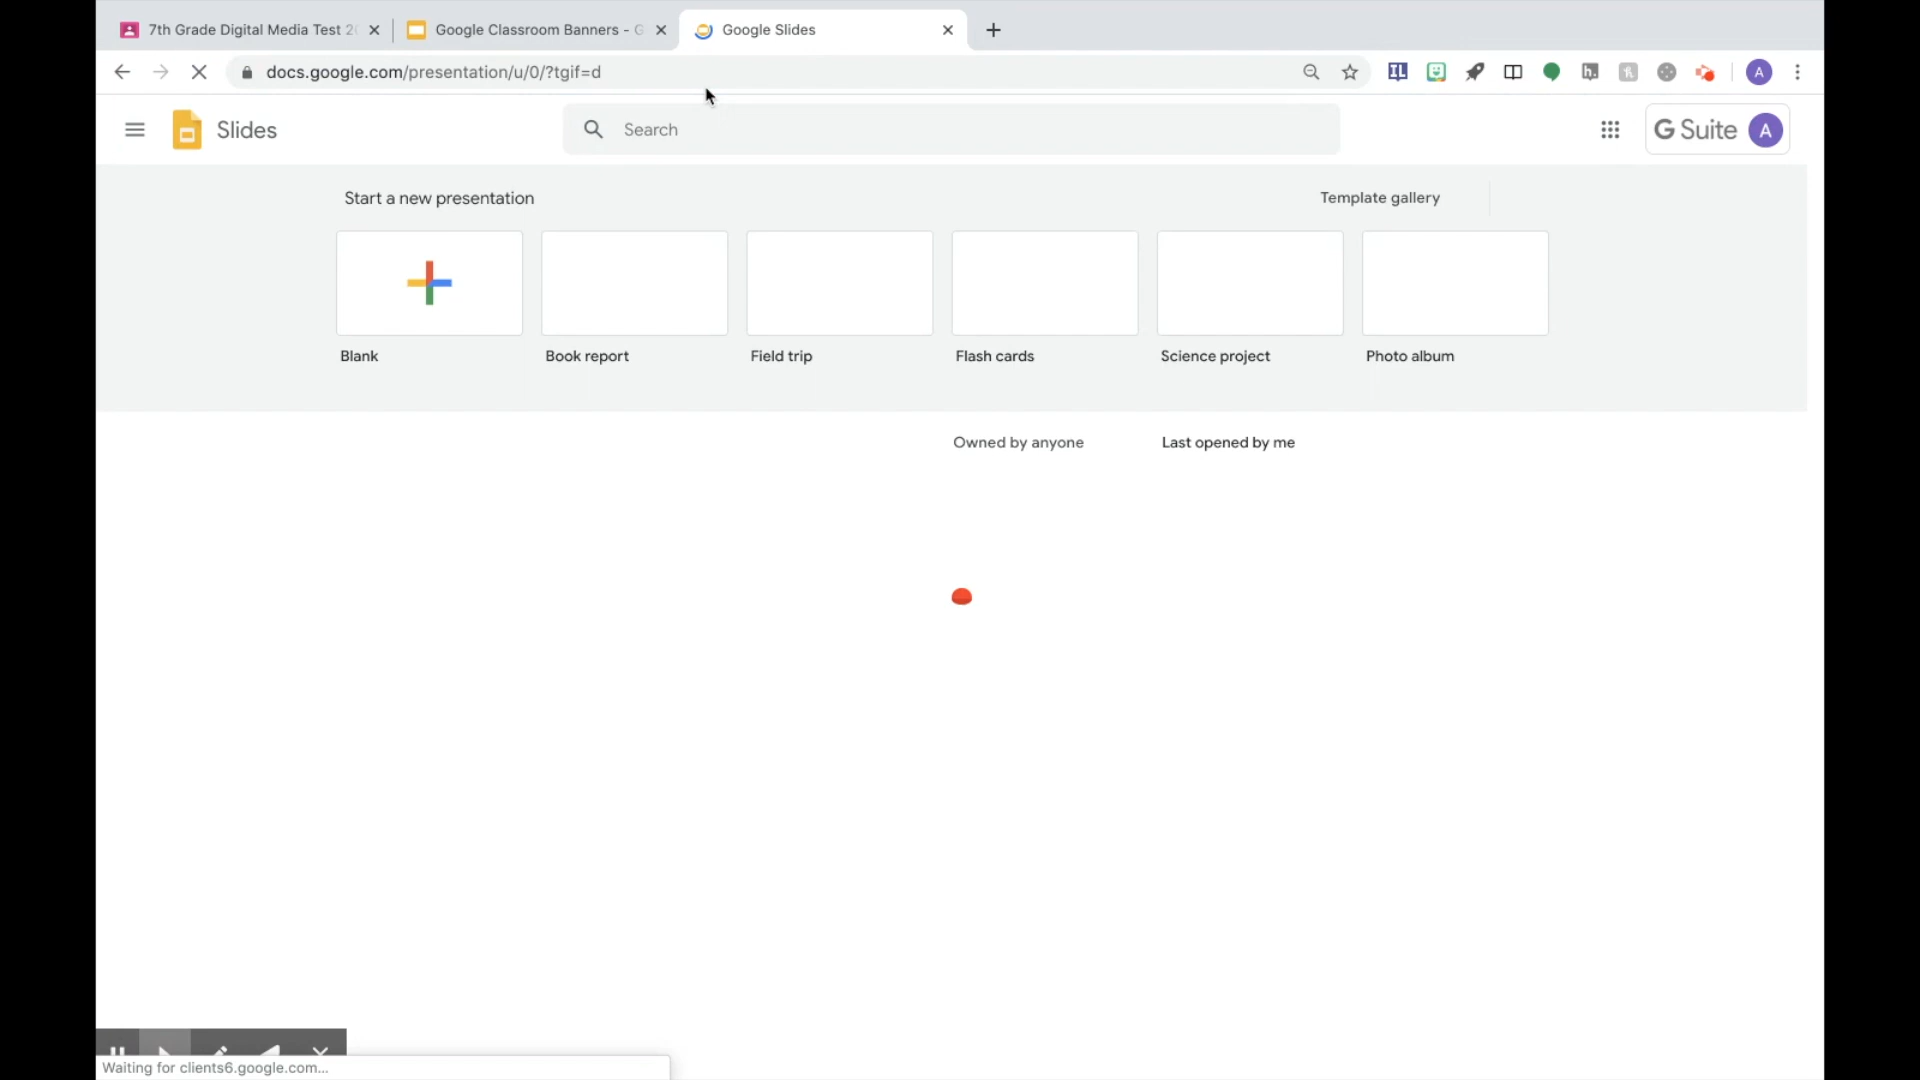 7th Grade Digital Media Test 20
Google Classroom Banners - G
Google Slides
docs.google.com/presentation/u/0/?tgif=d
IL
h.
A
Slides
Search
G Suite
A
Start a new presentation
Template gallery
Blank
Book report
Field trip
Flash cards
Science project
Photo album
Owned by anyone
Last opened by me
Waiting for clients6.google.com...